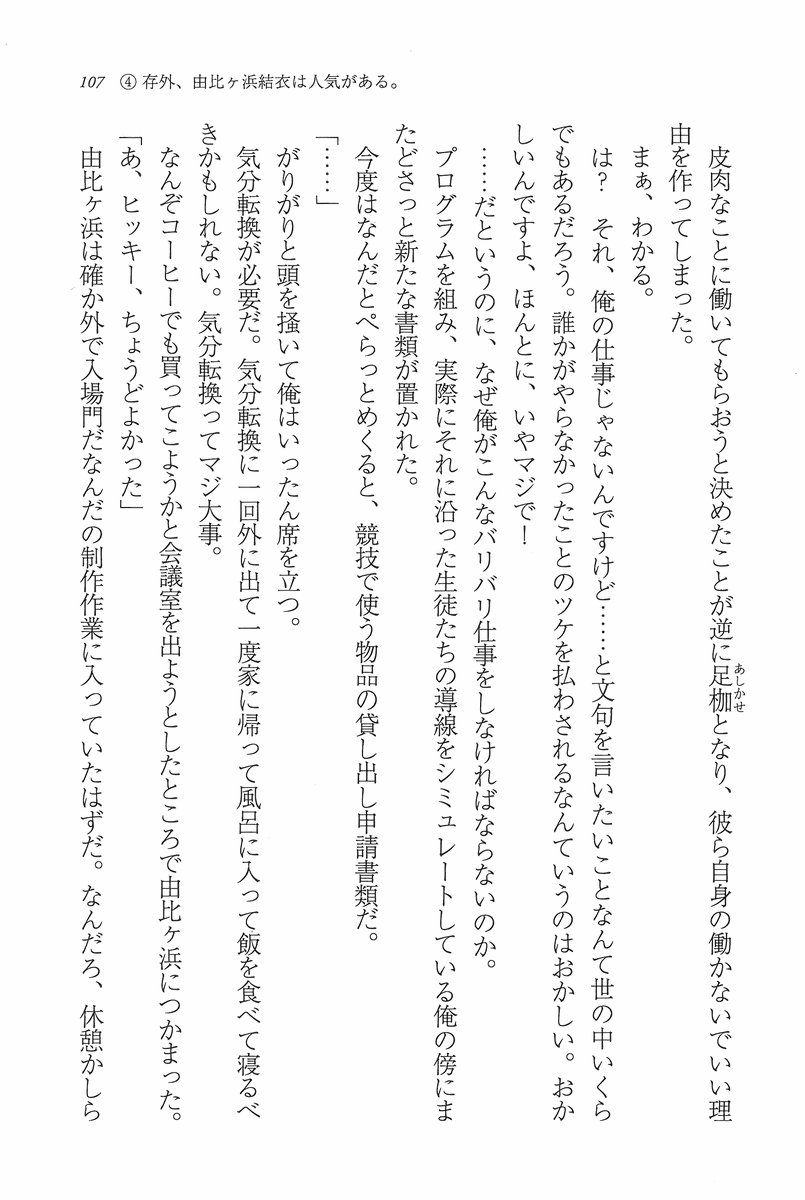 107 ④ 存外、由比ヶ浜結衣は人気がある。
　皮肉なことに働いてもらおうと決めたことが逆に足枷となり、彼ら自身の働かないでいい理
あしかせ
由を作ってしまった。
　まぁ、わかる。
　は？　それ、俺の仕事じゃないんですけど……と文句を言いたいことなんて世の中いくら
でもあるだろう。誰かがやらなかったことのツケを払わされるなんていうのはおかしい。おか
しいんですよ、ほんとに、いやマジで！
　……だというのに、なぜ俺がこんなバリバリ仕事をしなければならないのか。
　プログラムを組み、実際にそれに沿った生徒たちの導線をシミュレートしている俺の傍にま
たどさっと新たな書類が置かれた。
　今度はなんだとぺらっとめくると、競技で使う物品の貸し出し申請書類だ。
「……」
　がりがりと頭を掻いて俺はいったん席を立つ。
　気分転換が必要だ。気分転換に一回外に出て一度家に帰って風呂に入って飯を食べて寝るべ
きかもしれない。気分転換ってマジ大事。
　なんぞコーヒーでも買ってこようかと会議室を出ようとしたところで由比ヶ浜につかまった。
「あ、ヒッキー、ちょうどよかった」
　由比ヶ浜は確か外で入場門だなんだの制作作業に入っていたはずだ。なんだろ、休憩かしら